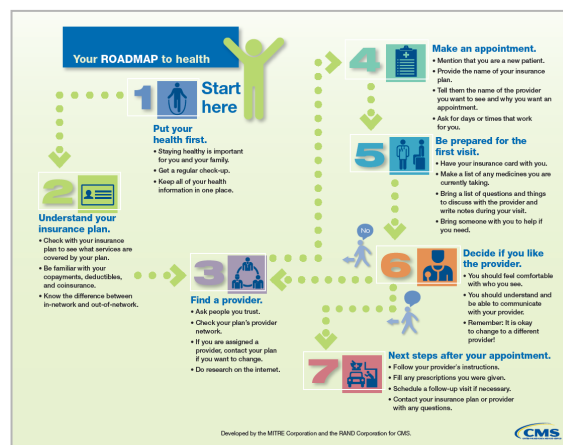 Your ROADMAP to health
1
Start
here
Put your
health first.
• Staying healthy is important
for you and your family.
• Get a regular check-up.
• Keep all of your health
information in one place.
2
Understand your
insurance plan.
• Check with your insurance
plan to see what services are
covered by your plan.
• Be familiar with your
copayments, deductibles,
and coinsurance.
• Know the difference between
in-network and out-of-network.
3
Find a provider.
• Ask people you trust.
• Check your plan's provider
network.
• If you are assigned a
provider, contact your plan
if you want to change.
• Do research on the internet.
4
Make an appointment.
• Mention that you are a new patient.
• Provide the name of your insurance
plan.
• Tell them the name of the provider
you want to see and why you want an
appointment.
• Ask for days or times that work
for you.
5
Be prepared for the
first visit.
• Have your insurance card with you.
• Make a list of any medicines you are
currently taking.
• Bring a list of questions and things
to discuss with the provider and
write notes during your visit.
• Bring someone with you to help if
you need.
No
6
Decide if you like
the provider.
• You should feel comfortable
with who you see.
• You should understand and
be able to communicate
with your provider.
• Remember: It is okay
to change to a different
provider!
7
Next steps after your appointment.
• Follow your provider's instructions.
• Fill any prescriptions you were given.
• Schedule a follow-up visit if necessary.
• Contact your insurance plan or provider
with any questions.
Developed by the MITRE Corporation and the RAND Corporation for CMS.
CMS